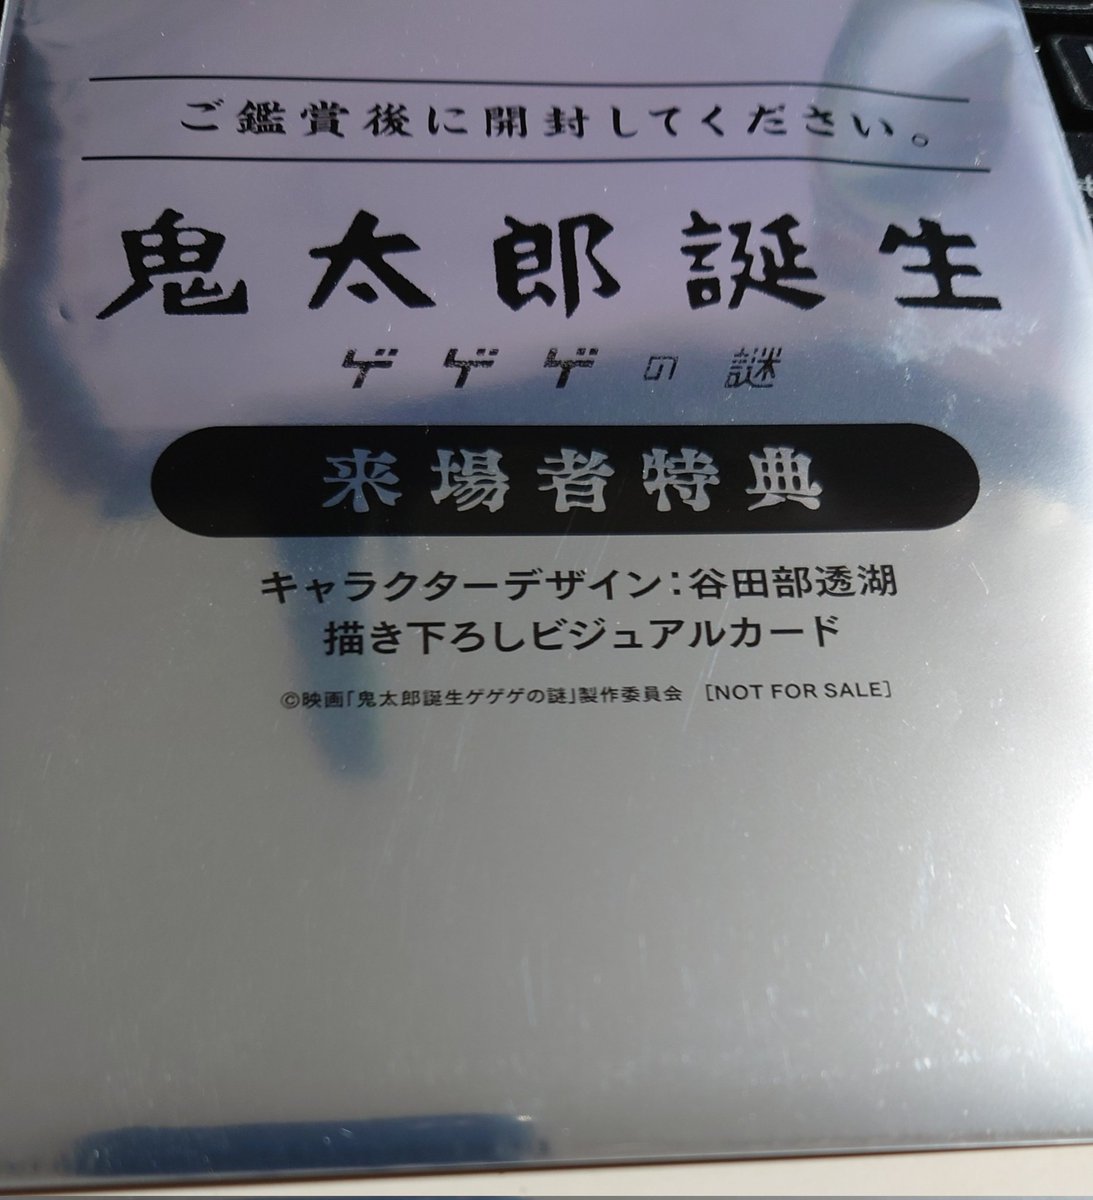 ご鑑賞後に開封してください。
鬼太郎誕生
ゲゲゲの謎
来場者特典
キャラクターデザイン:谷田部透湖
描き下ろしビジュアルカード
©映画「鬼太郎誕生ゲゲゲの謎」製作委員会 [NOT FOR SALE]